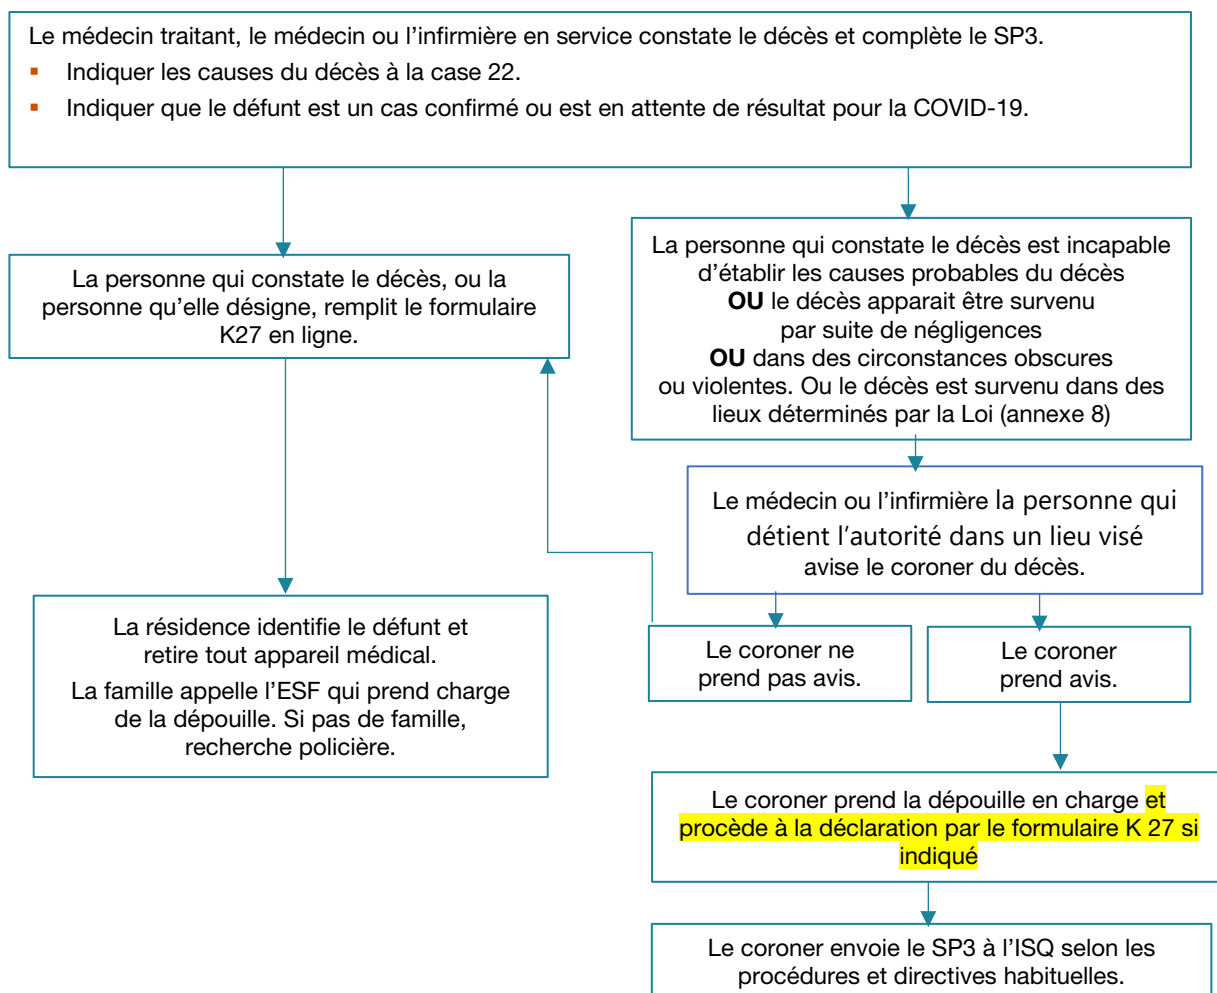 Le médecin traitant, le médecin ou l’infirmière en service constate le décès et complète le SP3.
▪ Indiquer les causes du décès à la case 22.
▪ Indiquer que le défunt est un cas confirmé ou est en attente de résultat pour la COVID-19.
La personne qui constate le décès, ou la
personne qu’elle désigne, remplit le formulaire
K27 en ligne.
La personne qui constate le décès est incapable
d’établir les causes probables du décès
OU le décès apparait être survenu
par suite de négligences
OU dans des circonstances obscures
ou violentes. Ou le décès est survenu dans des
lieux déterminés par la Loi (annexe 8)
Le médecin ou l’infirmière la personne qui
détient l’autorité dans un lieu visé
avise le coroner du décès.
La résidence identifie le défunt et
retire tout appareil médical.
La famille appelle l’ESF qui prend charge
de la dépouille. Si pas de famille,
recherche policière.
Le coroner ne
prend pas avis.
Le coroner
prend avis.
Le coroner prend la dépouille en charge et
procède à la déclaration par le formulaire K 27 si
indiqué
Le coroner envoie le SP3 à l’ISQ selon les
procédures et directives habituelles.